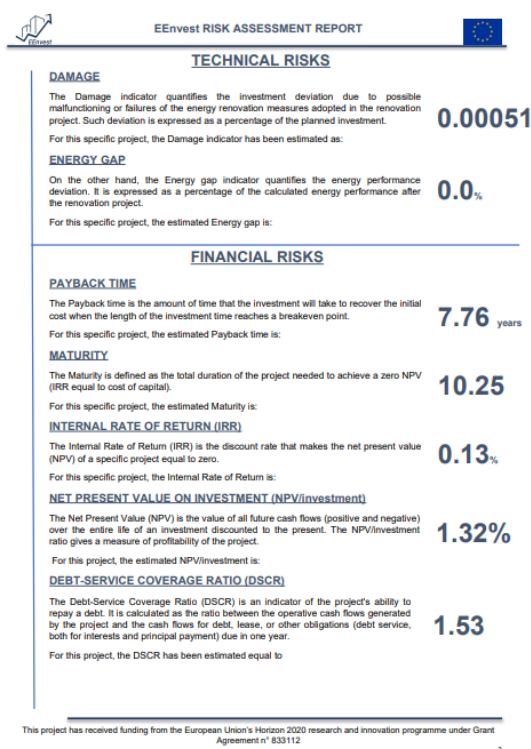 EEnvest
EEnvest RISK ASSESSMENT REPORT
TECHNICAL RISKS
DAMAGE
The Damage indicator quantifies the investment deviation due to possible
malfunctioning or failures of the energy renovation measures adopted in the renovation
project. Such deviation is expressed as a percentage of the planned investment.
0.00051
For this specific project, the Damage indicator has been estimated as:
ENERGY GAP
On the other hand, the Energy gap indicator quantifies the energy performance
deviation. It is expressed as a percentage of the calculated energy performance after
the renovation project.
0.0%
For this specific project, the estimated Energy gap is:
FINANCIAL RISKS
PAYBACK TIME
The Payback time is the amount of time that the investment will take to recover the initial
cost when the length of the investment time reaches a breakeven point.
7.76 years
For this specific project, the estimated Payback time is:
MATURITY
The Maturity is defined as the total duration of the project needed to achieve a zero NPV
(IRR equal to cost of capital).
10.25
For this specific project, the estimated Maturity is:
INTERNAL RATE OF RETURN (IRR)
The Internal Rate of Return (IRR) is the discount rate that makes the net present value
(NPV) of a specific project equal to zero.
0.13%
For this specific project, the Internal Rate of Return is:
NET PRESENT VALUE ON INVESTMENT (NPV/investment)
The Net Present Value (NPV) is the value of all future cash flows (positive and negative)
over the entire life of an investment discounted to the present. The NPV/investment
ratio gives a measure of profitability of the project.
1.32%
For this project, the estimated NPV/investment is:
DEBT-SERVICE COVERAGE RATIO (DSCR)
The Debt-Service Coverage Ratio (DSCR) is an indicator of the project's ability to
repay a debt. It is calculated as the ratio between the operative cash flows generated
by the project and the cash flows for debt, lease, or other obligations (debt service,
both for interests and principal payment) due in one year.
1.53
For this project, the DSCR has been estimated equal to
This project has received funding from the European Union's Horizon 2020 research and innovation programme under Grant
Agreement n° 833112